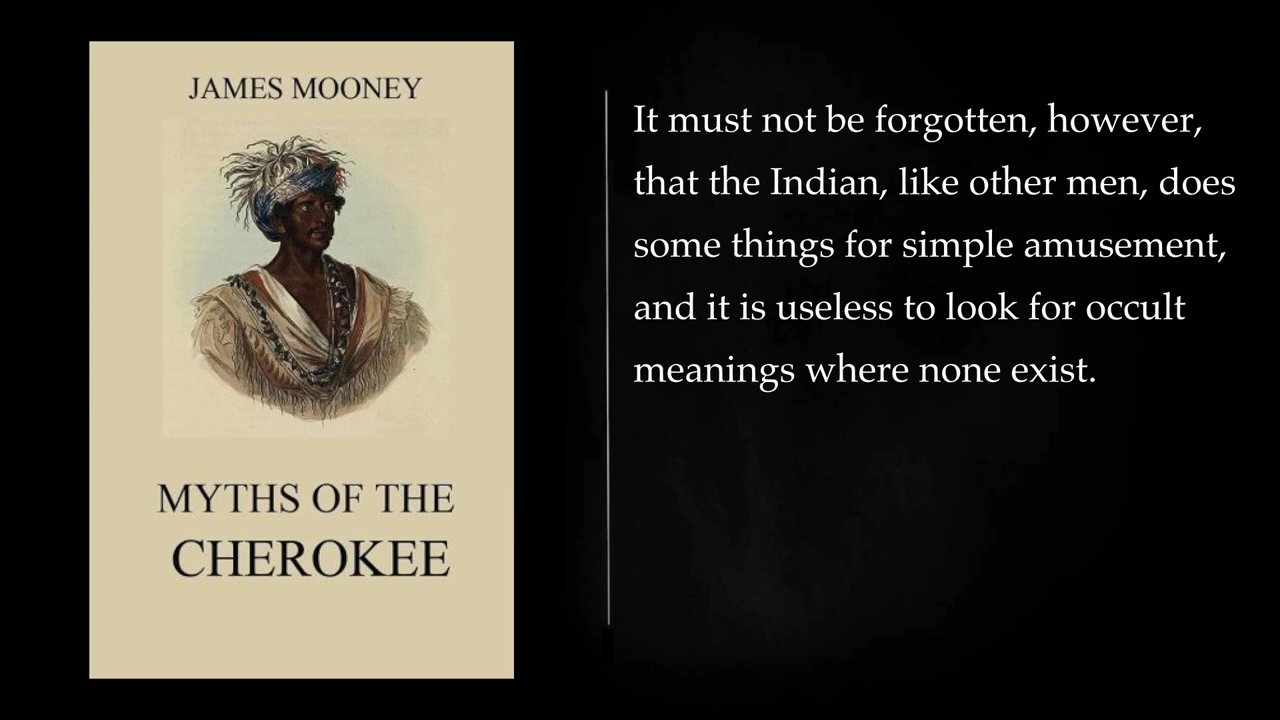 JAMES MOONEY
MYTHS OF THE
CHEROKEE
It must not be forgotten, however,
that the Indian, like other men, does
some things for simple amusement,
and it is useless to look for occult
meanings where none exist.